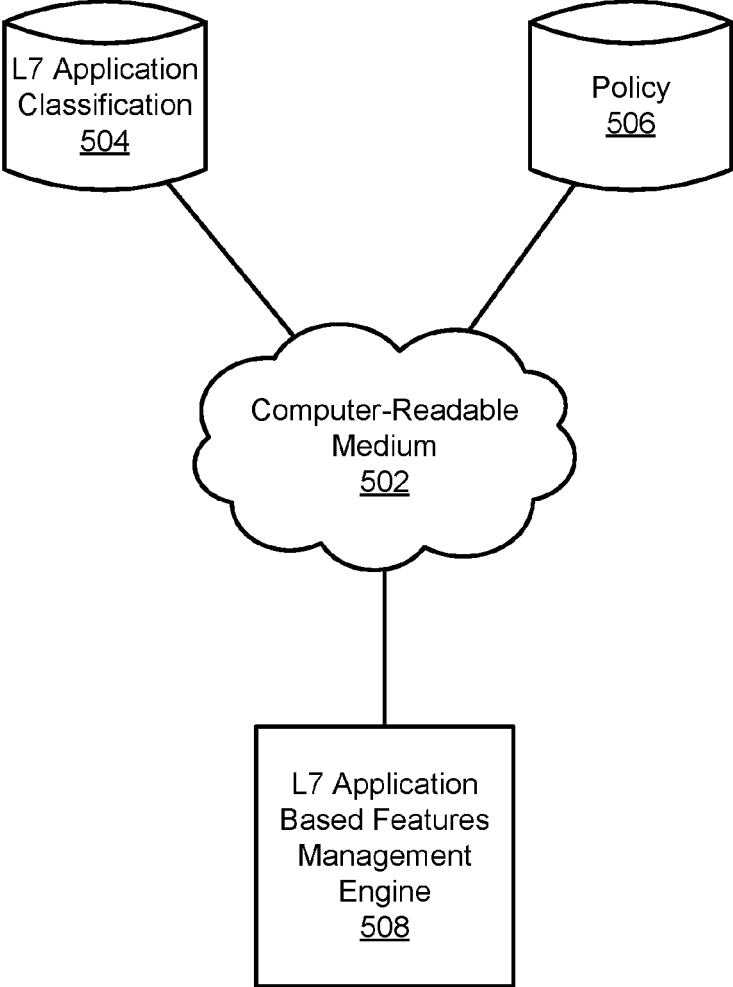 L7 Application
Classification
504
Policy
506
Computer-Readable
Medium
502
L7 Application
Based Features
Management
Engine
508